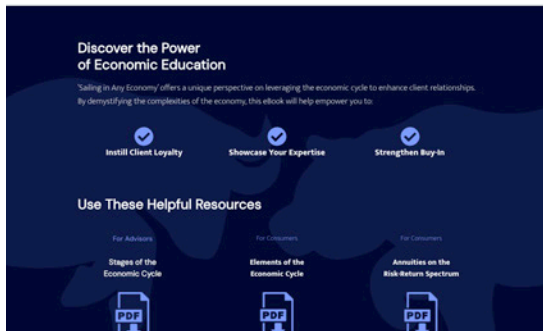 Discover the Power
of Economic Education
'Sailing in Any Economy' offers a unique perspective on leveraging the economic cycle to enhance client relationships.
By demystifying the complexities of the economy, this eBook will help empower you to:
Instill Client Loyalty
Showcase Your Expertise
Strengthen Buy-In
Use These Helpful Resources
For Advisors
For Consumers
For Consumers
Stages of the
Economic Cycle
Elements of the
Economic Cycle
Annuities on the
Risk-Return Spectrum
PDF
PDF
PDF